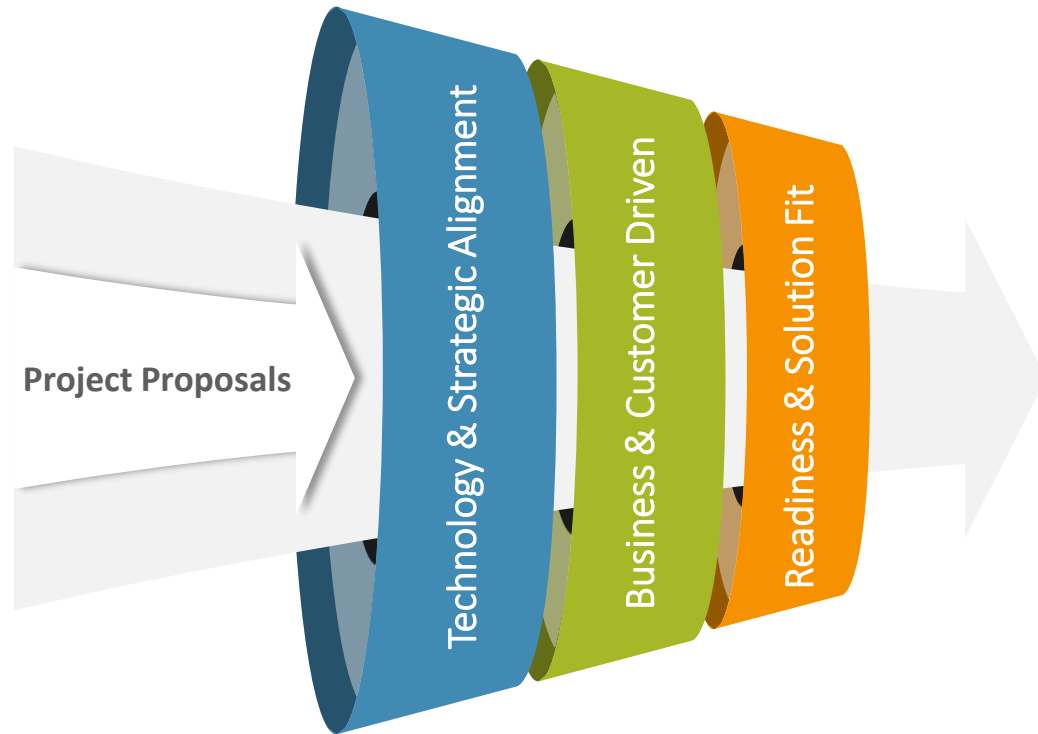 Project Proposals
Technology & Strategic Alignment
Business & Customer Driven
Readiness & Solution Fit